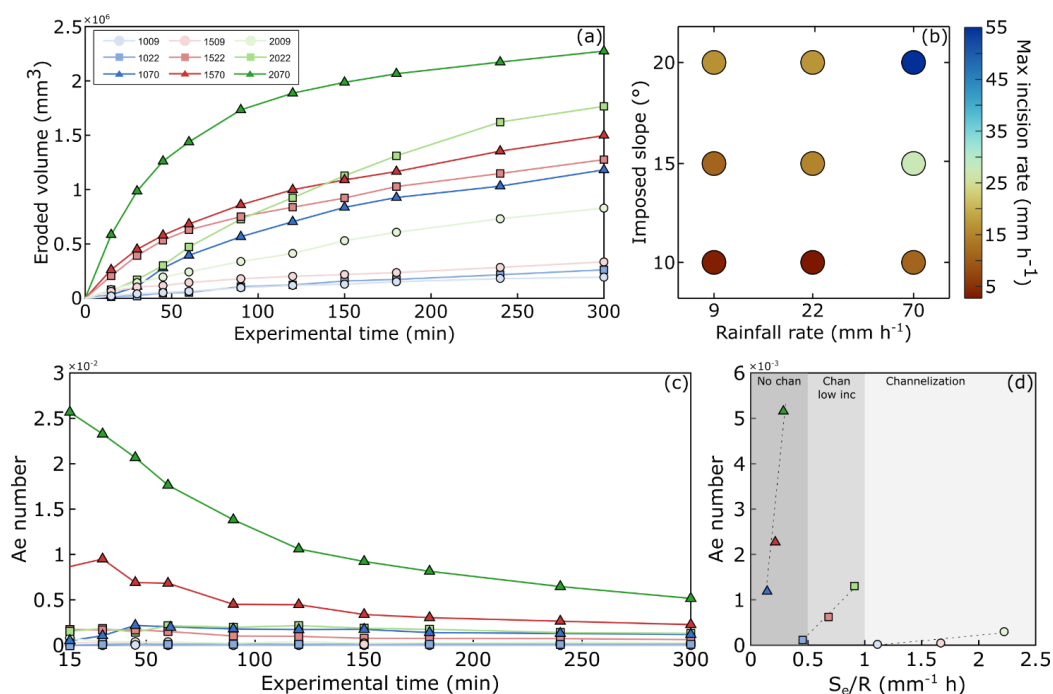 ×10⁶
2.5
2
1.5
1
0.5
0
Eroded volume (mm³)
1009 1509 2009
1022 1522 2022
1070 1570 2070
(a)
0 50 100 150 200 250 300
Experimental time (min)
(b)
20
15
10
Imposed slope (°)
9 22 70
Rainfall rate (mm h⁻¹)
55
45
35
25
15
5
Max incision rate (mm h⁻¹)
×10⁻²
3
2.5
2
1.5
1
0.5
0
Ae number
(c)
15 50 100 150 200 250 300
Experimental time (min)
×10⁻³
6
5
4
3
2
1
0
Ae number
No chan
Chan
low inc
Channelization
(d)
0 0.5 1 1.5 2 2.5
Sₑ/R (mm⁻¹ h)